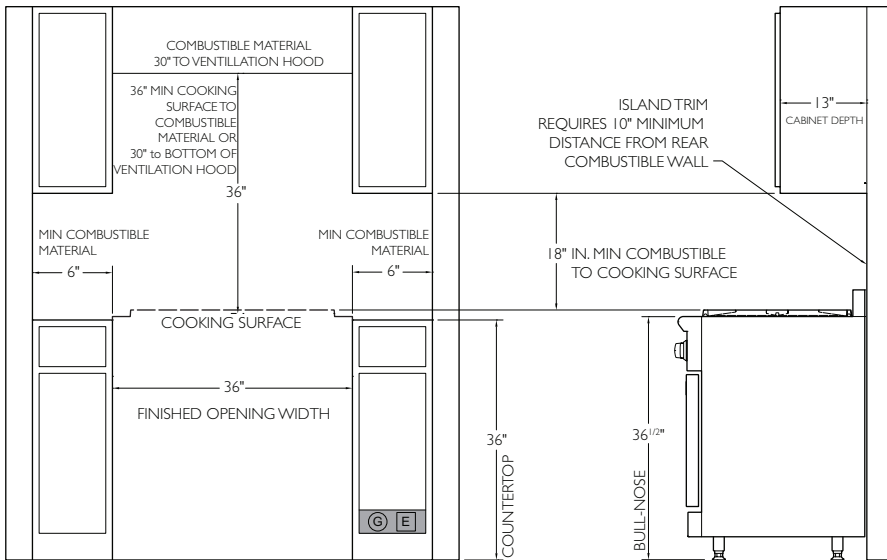 COMBUSTIBLE MATERIAL
30" TO VENTILLATION HOOD
36" MIN COOKING
SURFACE TO
COMBUSTIBLE
MATERIAL OR
30" to BOTTOM OF
VENTILATION HOOD
36"
MIN COMBUSTIBLE
MATERIAL
6"
MIN COMBUSTIBLE
MATERIAL
6"
COOKING SURFACE
36"
FINISHED OPENING WIDTH
G E
36"
COUNTERTOP
ISLAND TRIM
REQUIRES 10" MINIMUM
DISTANCE FROM REAR
COMBUSTIBLE WALL
13"
CABINET DEPTH
18" IN. MIN COMBUSTIBLE
TO COOKING SURFACE
36 1/2"
BULL-NOSE